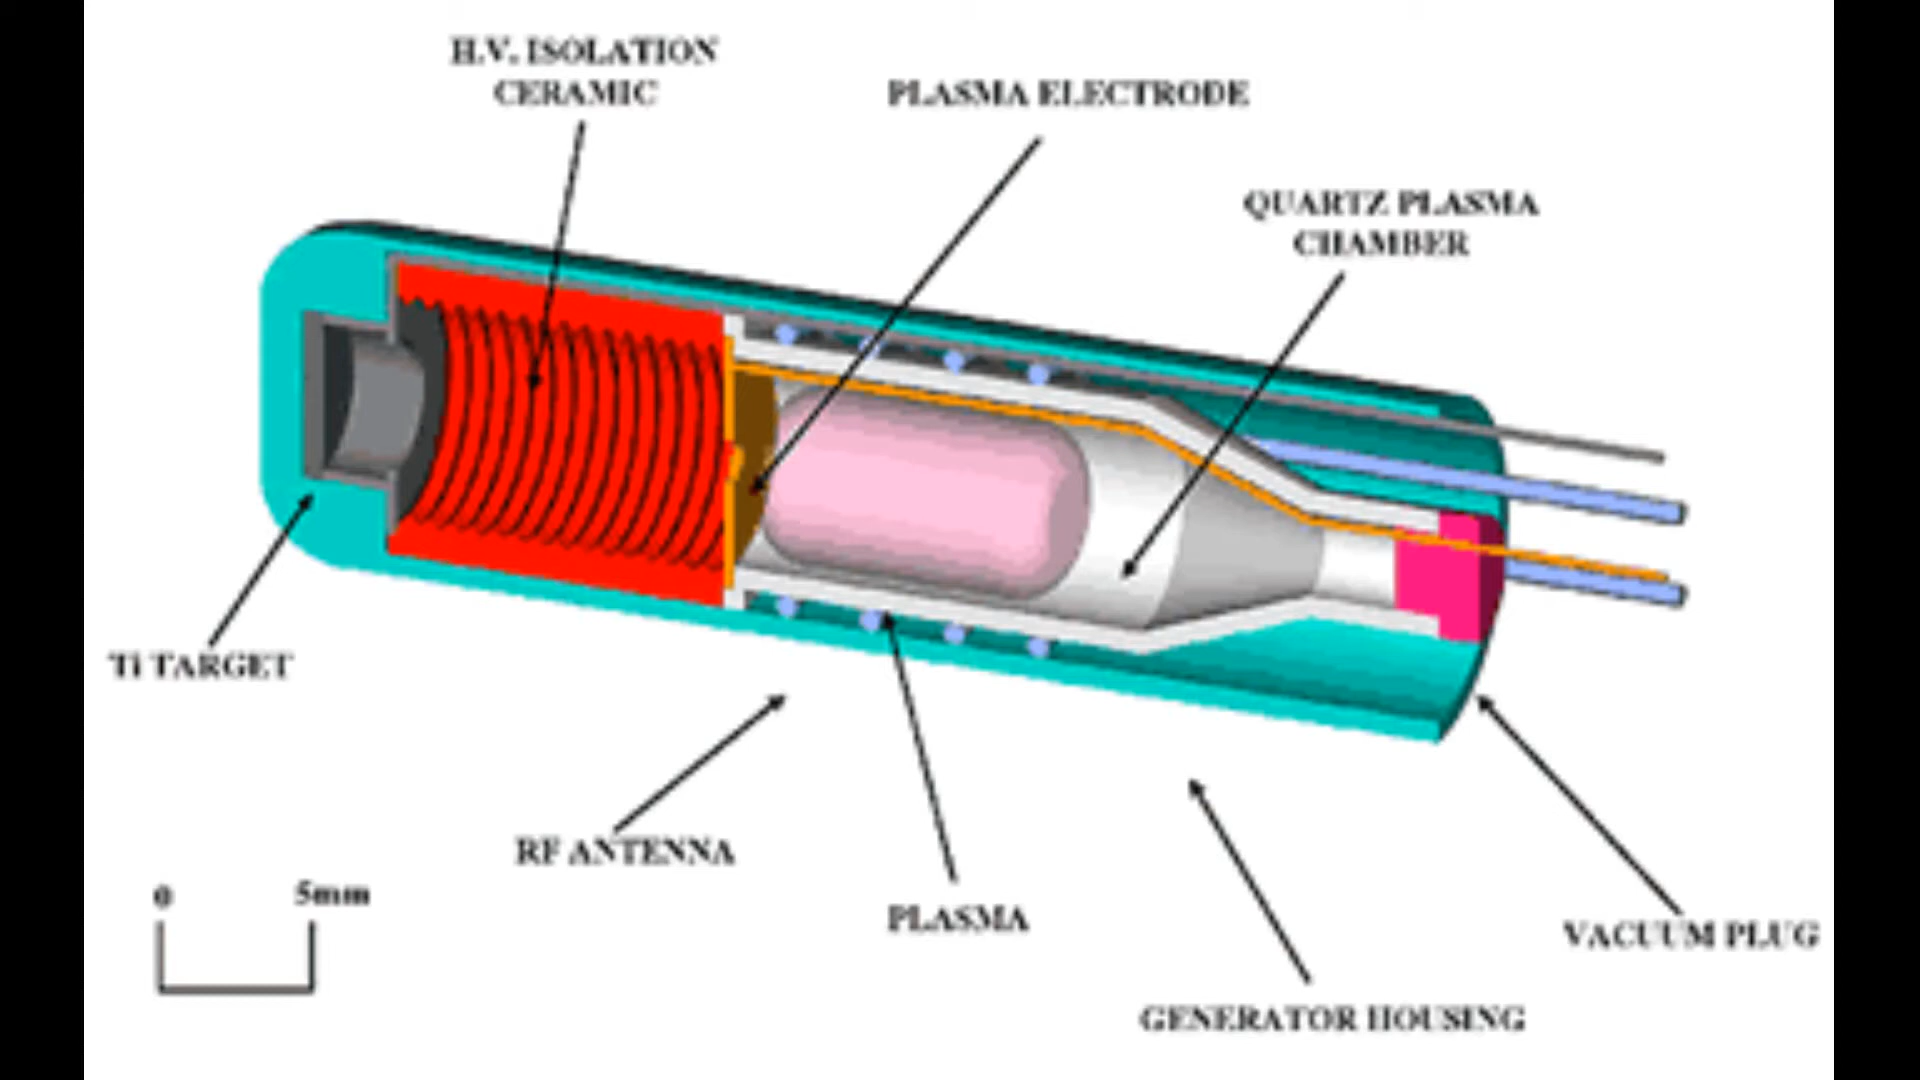 H.V. ISOLATION
CERAMIC
PLASMA ELECTRODE
QUARTZ PLASMA
CHAMBER
Ti TARGET
RF ANTENNA
0 5mm
PLASMA
VACUUM PLUG
GENERATOR HOUSING